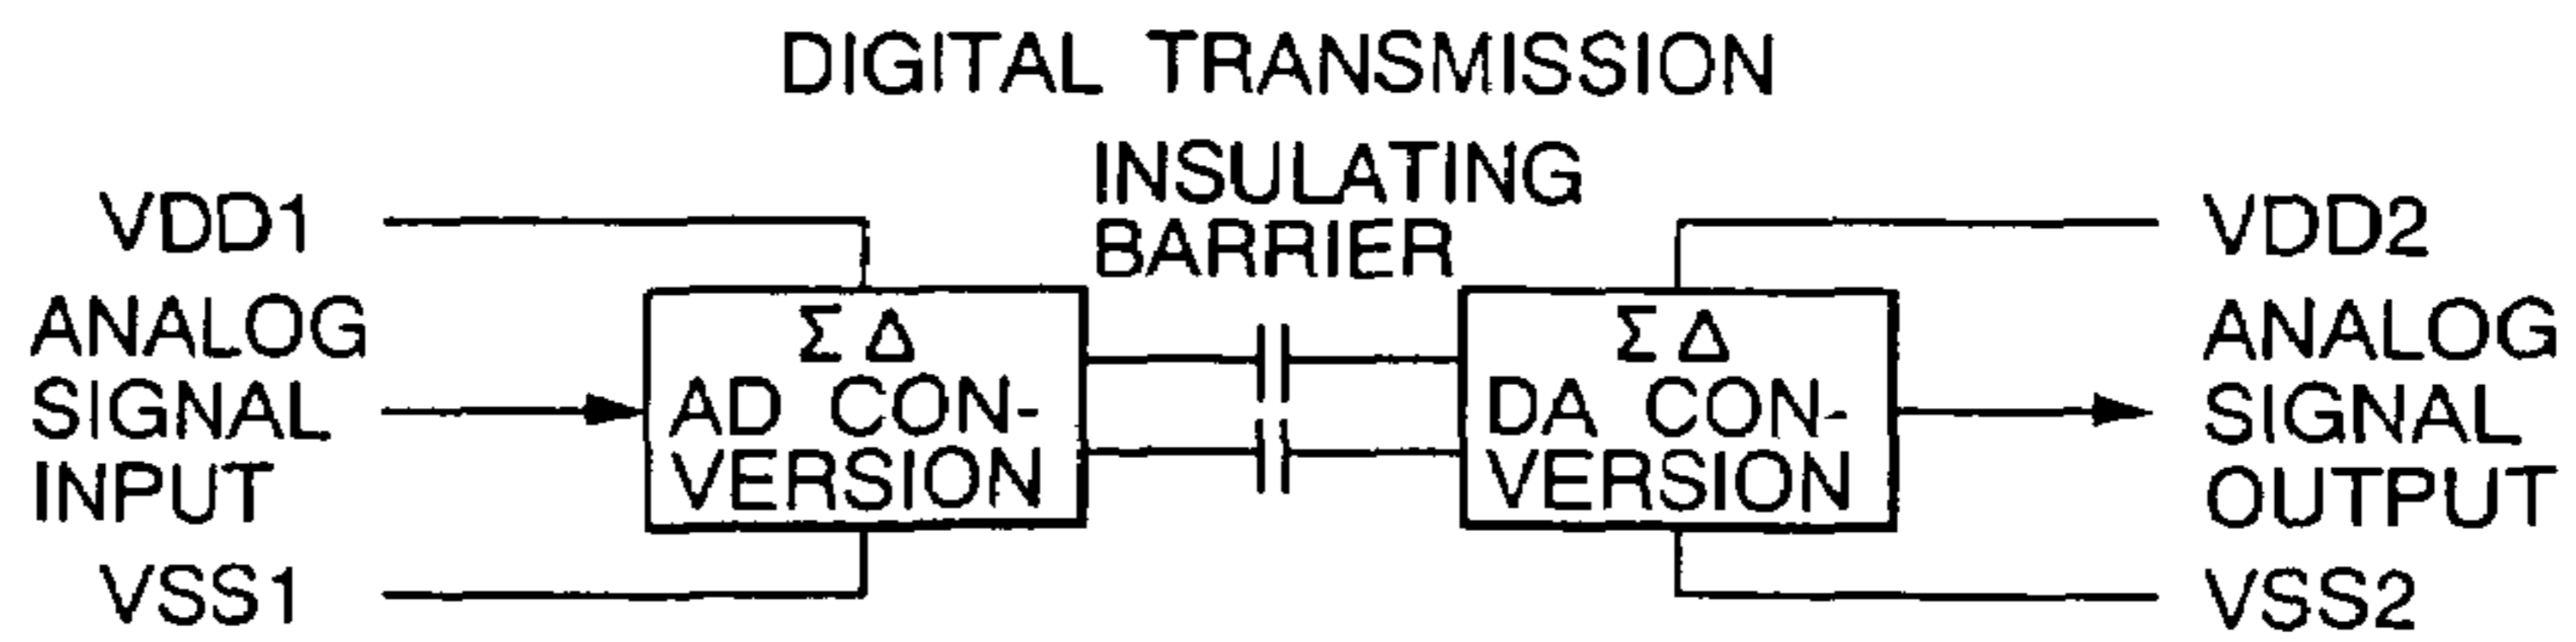 DIGITAL TRANSMISSION
INSULATING
BARRIER
VDD1
ANALOG
SIGNAL
INPUT
VSS1
ΣΔ
AD CON-
VERSION
ΣΔ
DA CON-
VERSION
VDD2
ANALOG
SIGNAL
OUTPUT
VSS2